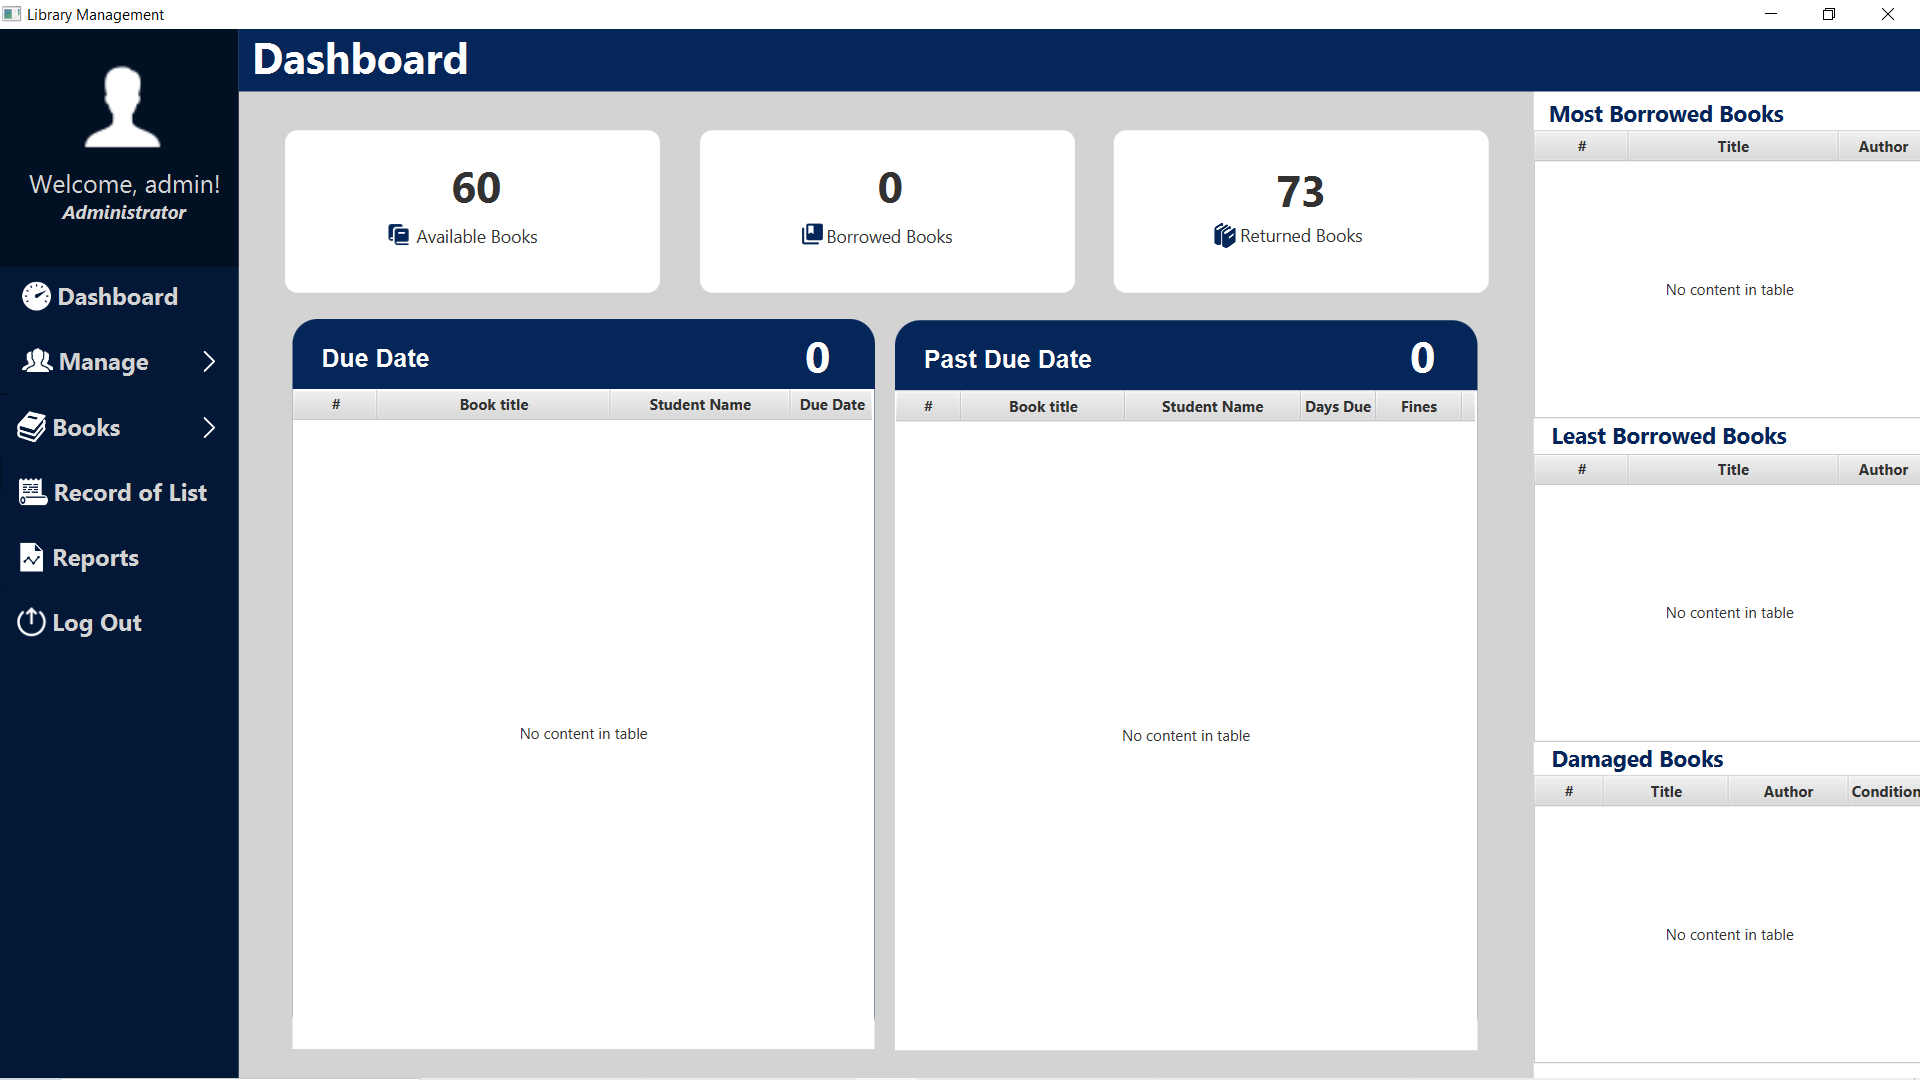 Library Management
Welcome, admin!
Administrator
Dashboard
Manage
Books
Record of List
Reports
Log Out
Dashboard
60
Available Books
0
Borrowed Books
73
Returned Books
Due Date 0
# Book title Student Name Due Date
No content in table
Past Due Date 0
# Book title Student Name Days Due Fines
No content in table
Most Borrowed Books
# Title Author
No content in table
Least Borrowed Books
# Title Author
No content in table
Damaged Books
# Title Author Condition
No content in table